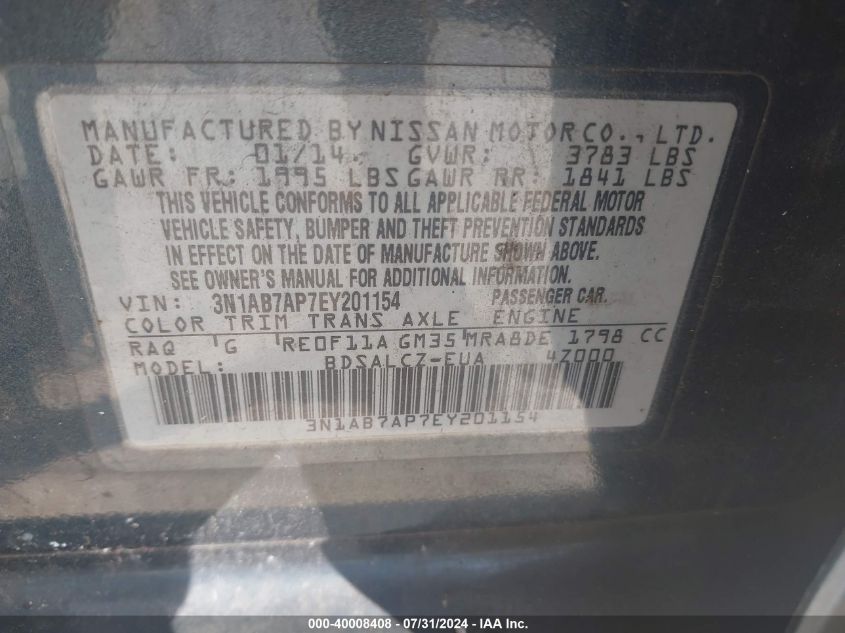 MANUFACTURED BY NISSAN MOTOR CO., LTD.
DATE: 01/14 GVWR: 3783 LBS
GAWR FR: 1995 LBS GAWR RR: 1841 LBS
THIS VEHICLE CONFORMS TO ALL APPLICABLE FEDERAL MOTOR
VEHICLE SAFETY, BUMPER AND THEFT PREVENTION STANDARDS
IN EFFECT ON THE DATE OF MANUFACTURE SHOWN ABOVE.
SEE OWNER'S MANUAL FOR ADDITIONAL INFORMATION.
VIN: 3N1AB7AP7EY201154 PASSENGER CAR
COLOR TRIM TRANS AXLE ENGINE
RAQ G RE0F11A GM35 MRA8DE 1798 CC
MODEL: BDSALCZ-EUA 4Z000
3N1AB7AP7EY201154
000-40008408 - 07/31/2024 - IAA Inc.